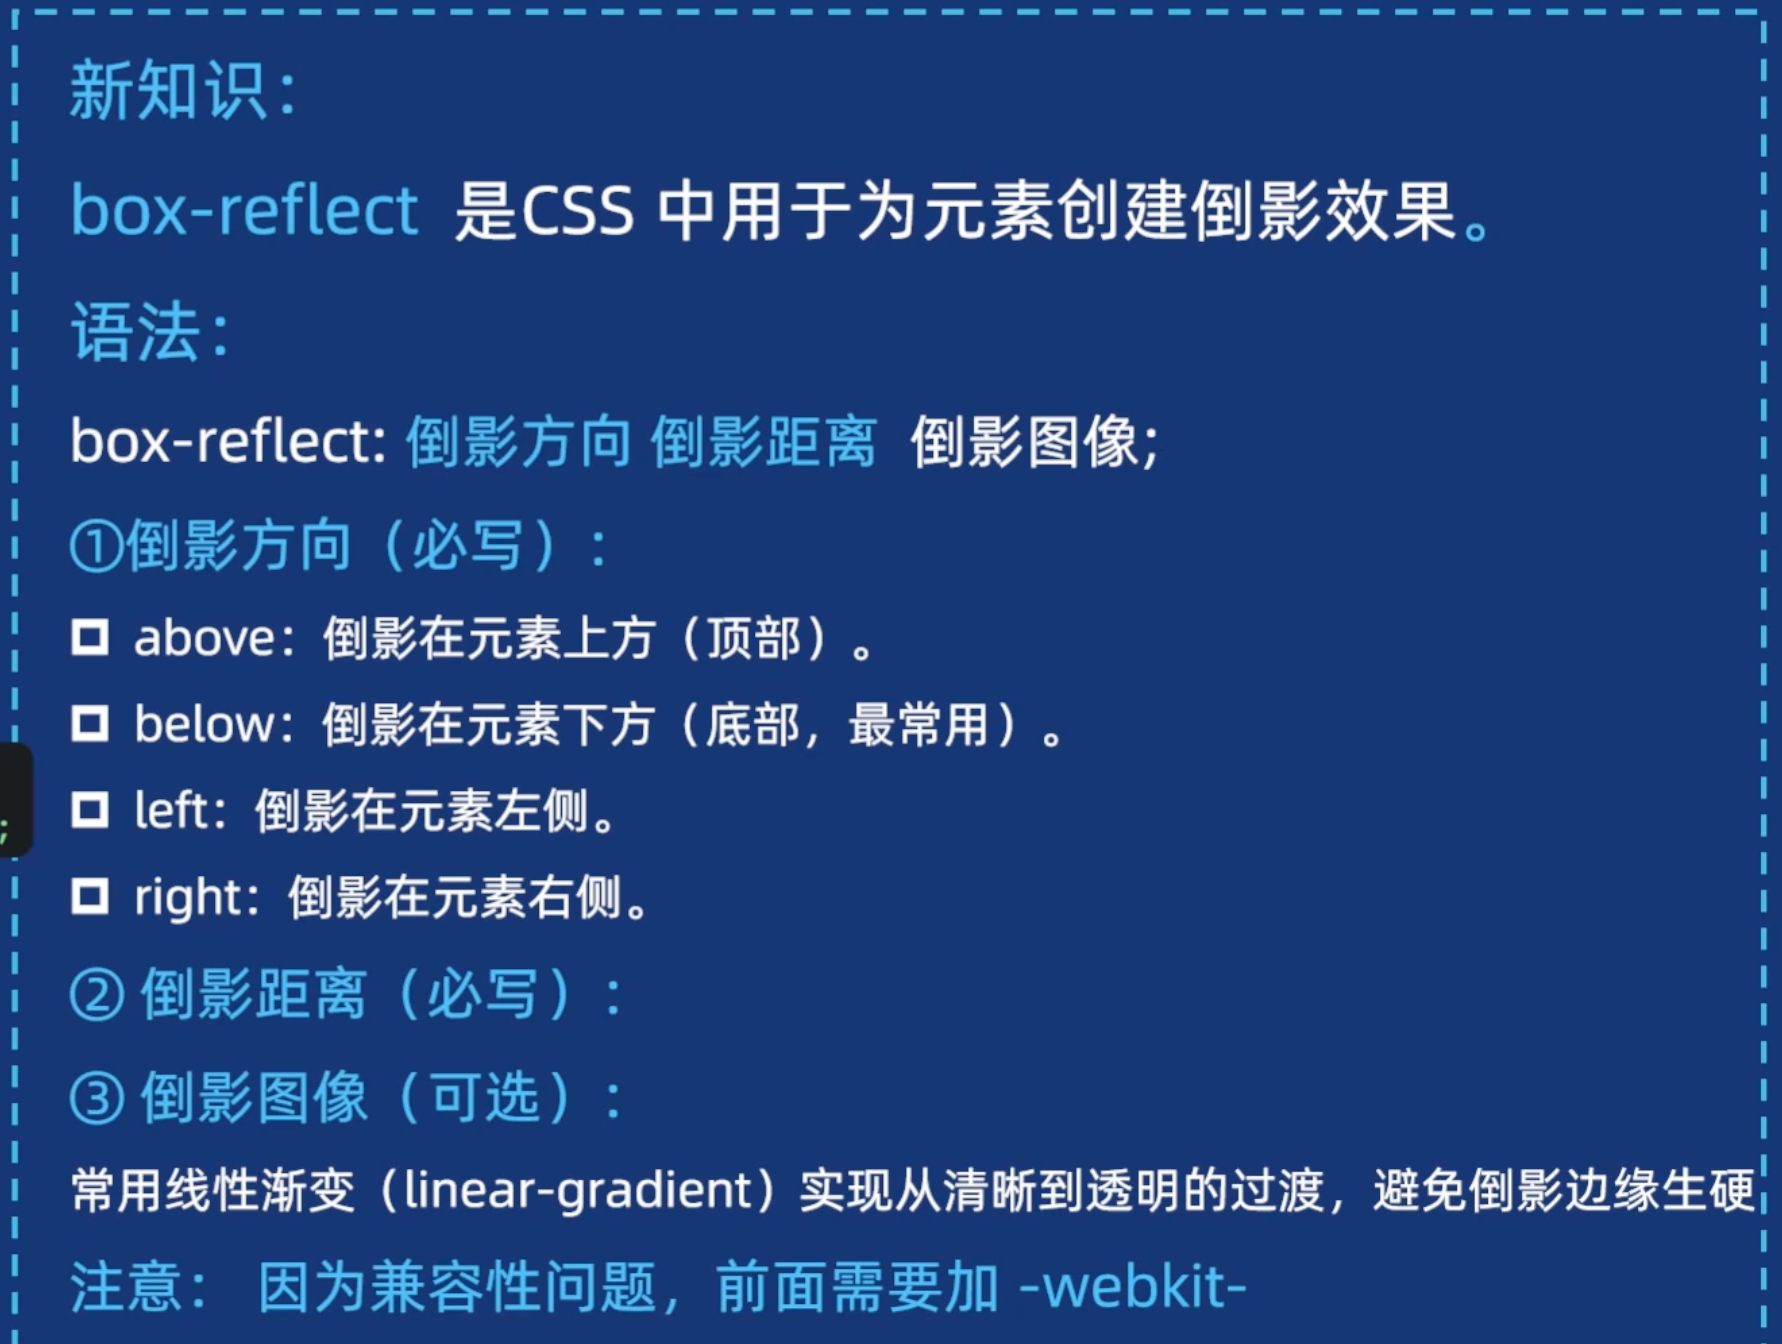 新知识：
box-reflect 是CSS 中用于为元素创建倒影效果。
语法：
box-reflect: 倒影方向 倒影距离 倒影图像;
①倒影方向（必写）：
above：倒影在元素上方（顶部）。
below：倒影在元素下方（底部，最常用）。
left：倒影在元素左侧。
;
right：倒影在元素右侧。
② 倒影距离（必写）：
③ 倒影图像（可选）：
常用线性渐变（linear-gradient）实现从清晰到透明的过渡，避免倒影边缘生硬
注意： 因为兼容性问题，前面需要加 -webkit-